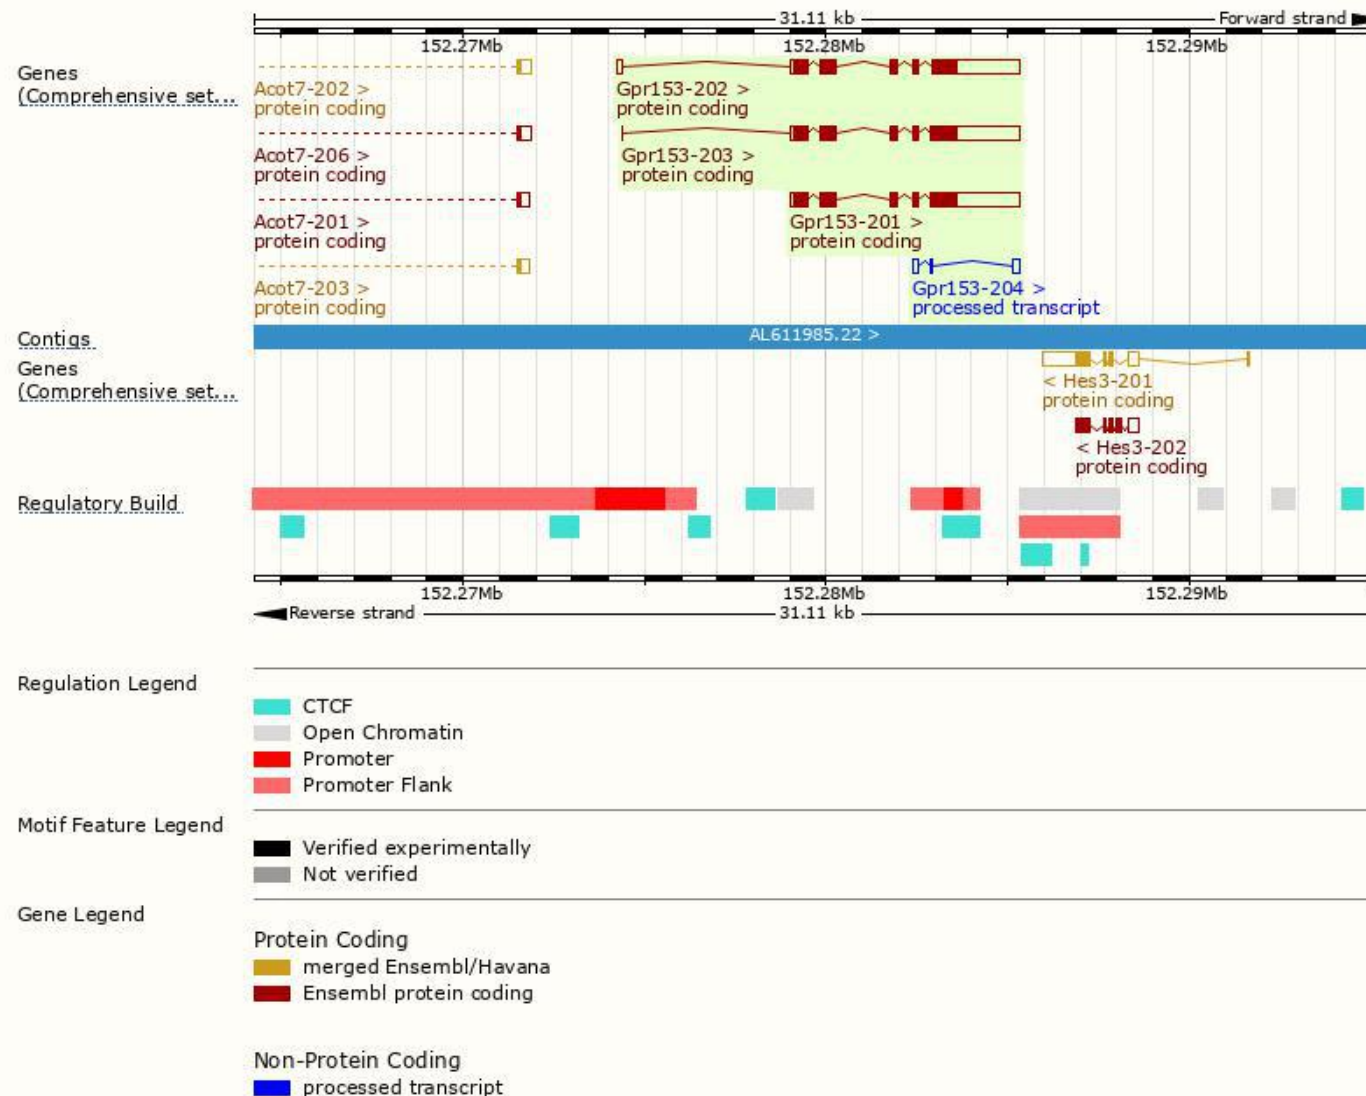 31.11 kb
Forward strand
152.27Mb
152.28Mb
152.29Mb
Genes
(Comprehensive set...
Acot7-202 >
protein coding
Gpr153-202 >
protein coding
Acot7-206 >
protein coding
Gpr153-203 >
protein coding
Acot7-201 >
protein coding
Gpr153-201 >
protein coding
Acot7-203 >
protein coding
Gpr153-204 >
processed transcript
Contigs
AL611985.22 >
Genes
(Comprehensive set...
< Hes3-201
protein coding
< Hes3-202
protein coding
Regulatory Build
152.27Mb
152.28Mb
152.29Mb
Reverse strand
31.11 kb
Regulation Legend
CTCF
Open Chromatin
Promoter
Promoter Flank
Motif Feature Legend
Verified experimentally
Not verified
Gene Legend
Protein Coding
merged Ensembl/Havana
Ensembl protein coding
Non-Protein Coding
processed transcript